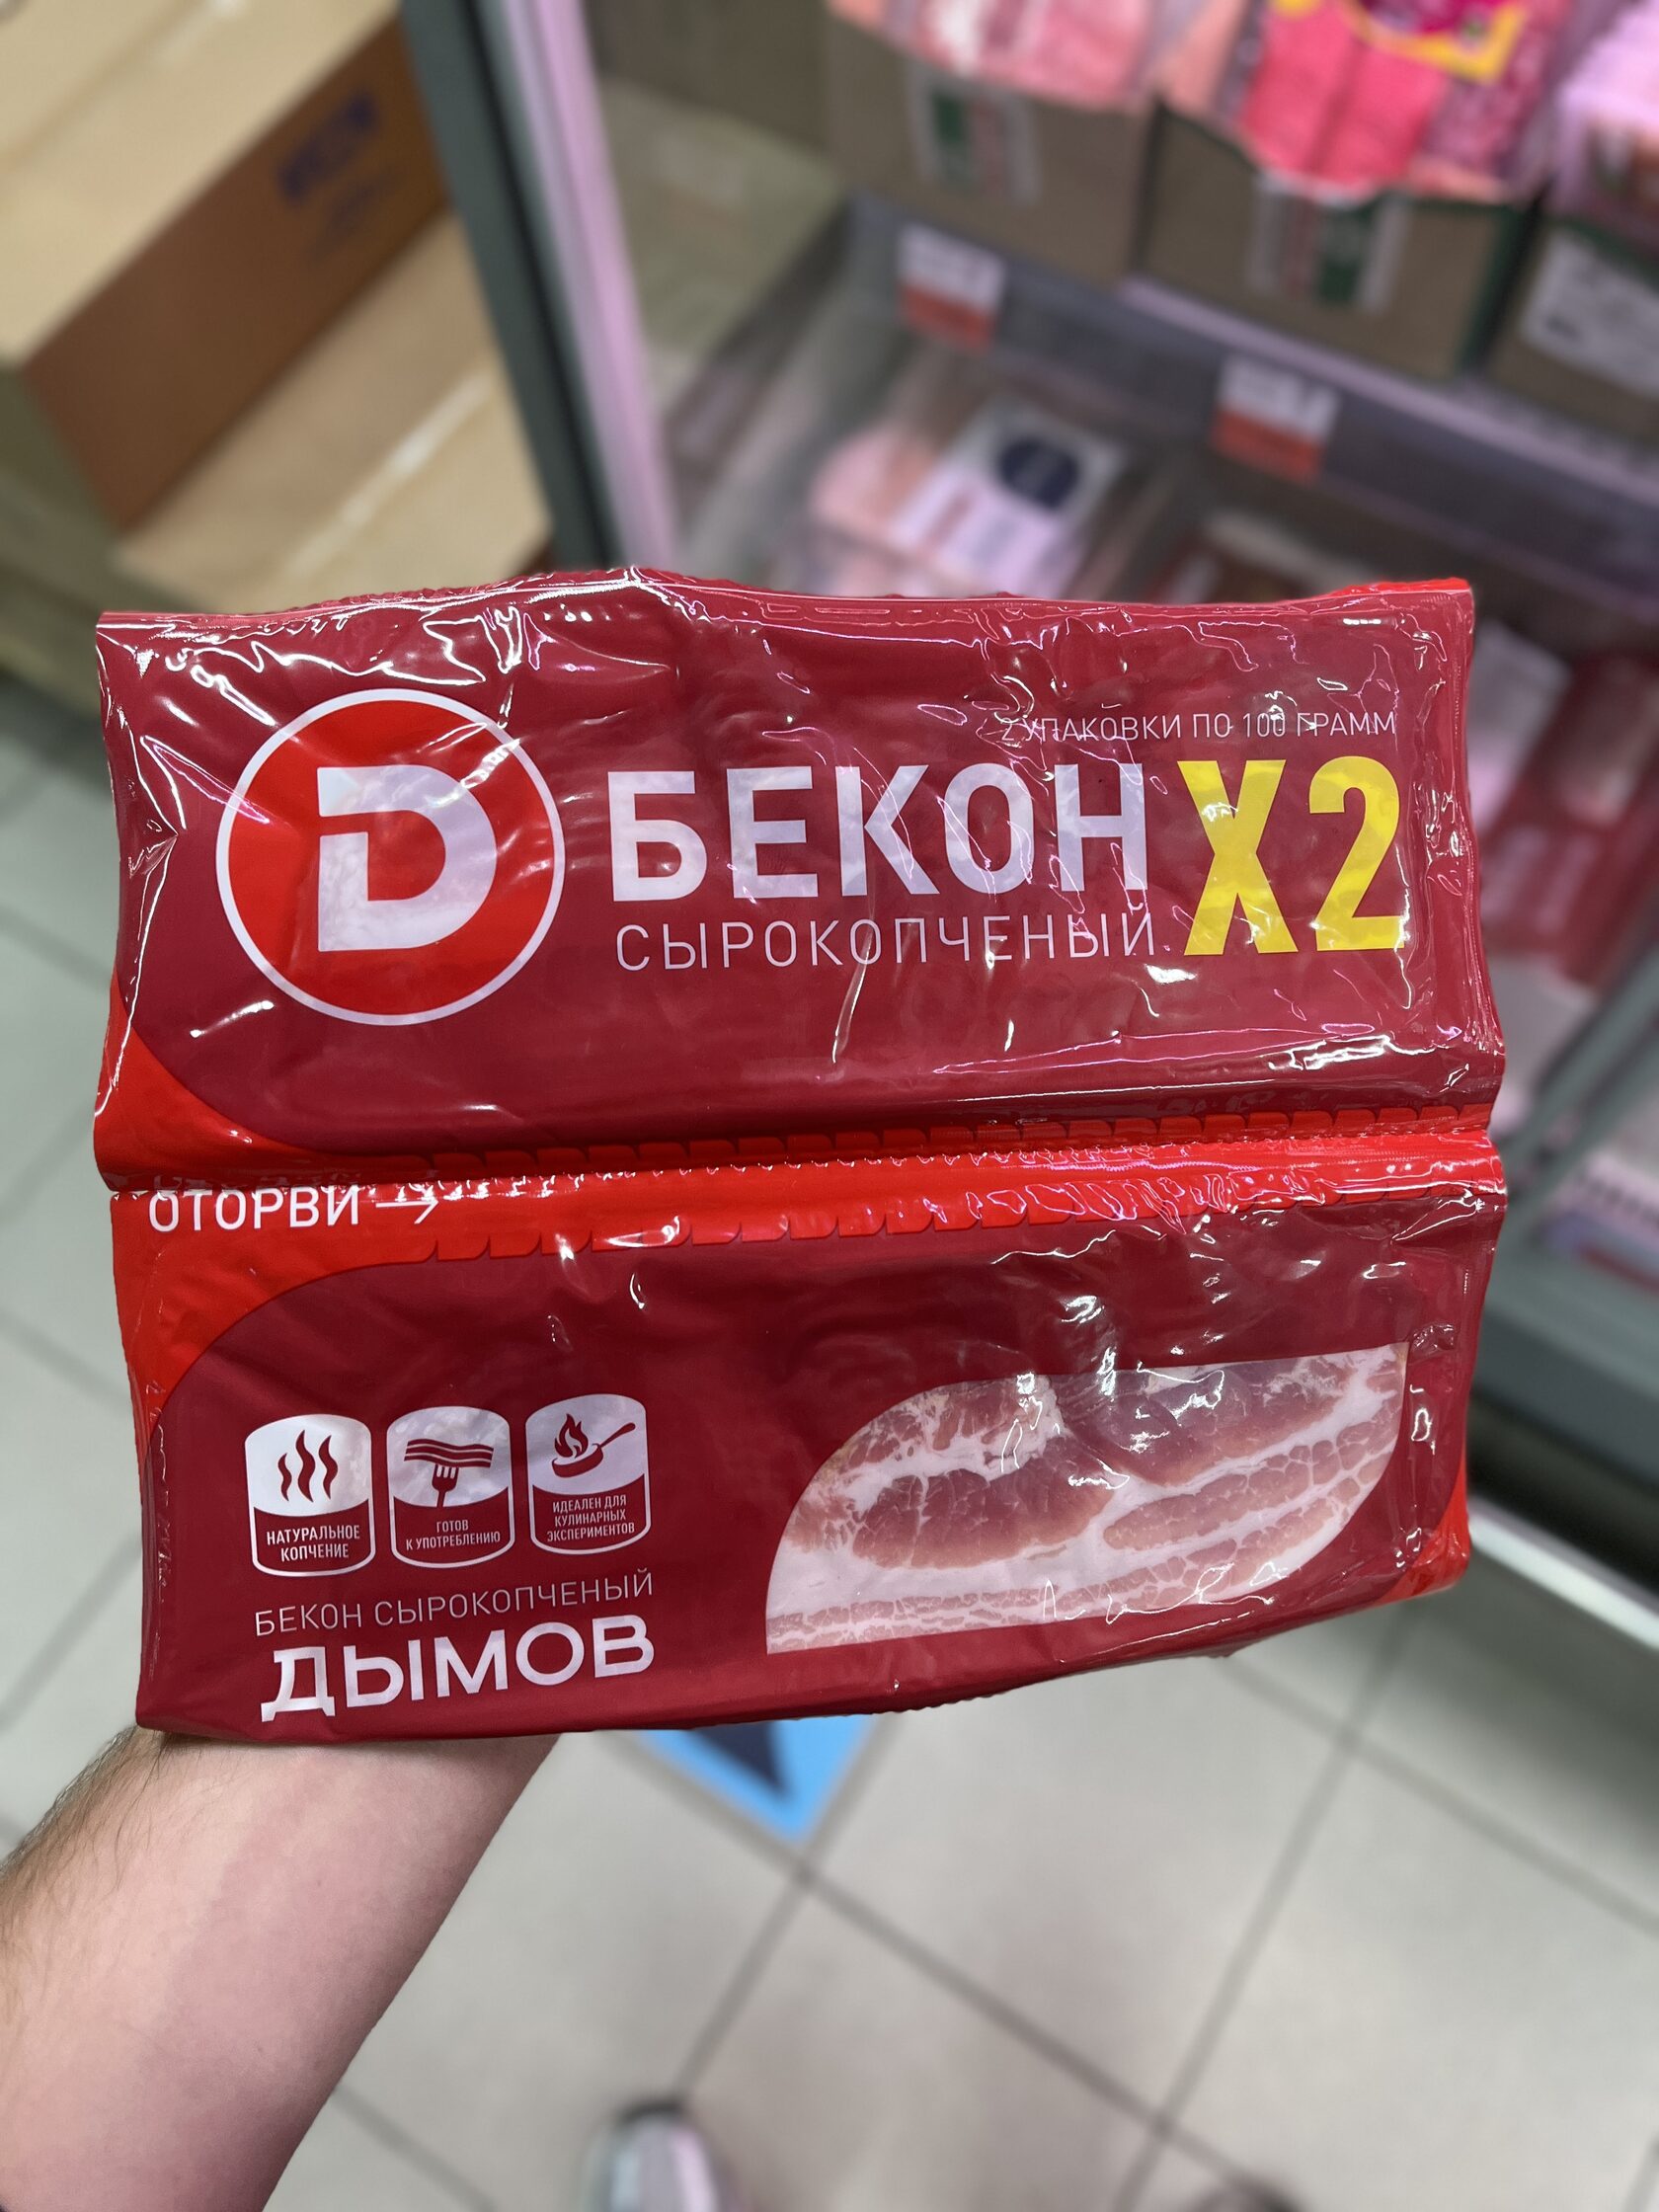 2 УПАКОВКИ ПО 100 ГРАММ
D БЕКОН X2
СЫРОКОПЧЕНЫЙ
ОТОРВИ →
НАТУРАЛЬНОЕ
КОПЧЕНИЕ
ГОТОВ
К УПОТРЕБЛЕНИЮ
ИДЕАЛЕН ДЛЯ
КУЛИНАРНЫХ
ЭКСПЕРИМЕНТОВ
БЕКОН СЫРОКОПЧЕНЫЙ
ДЫМОВ